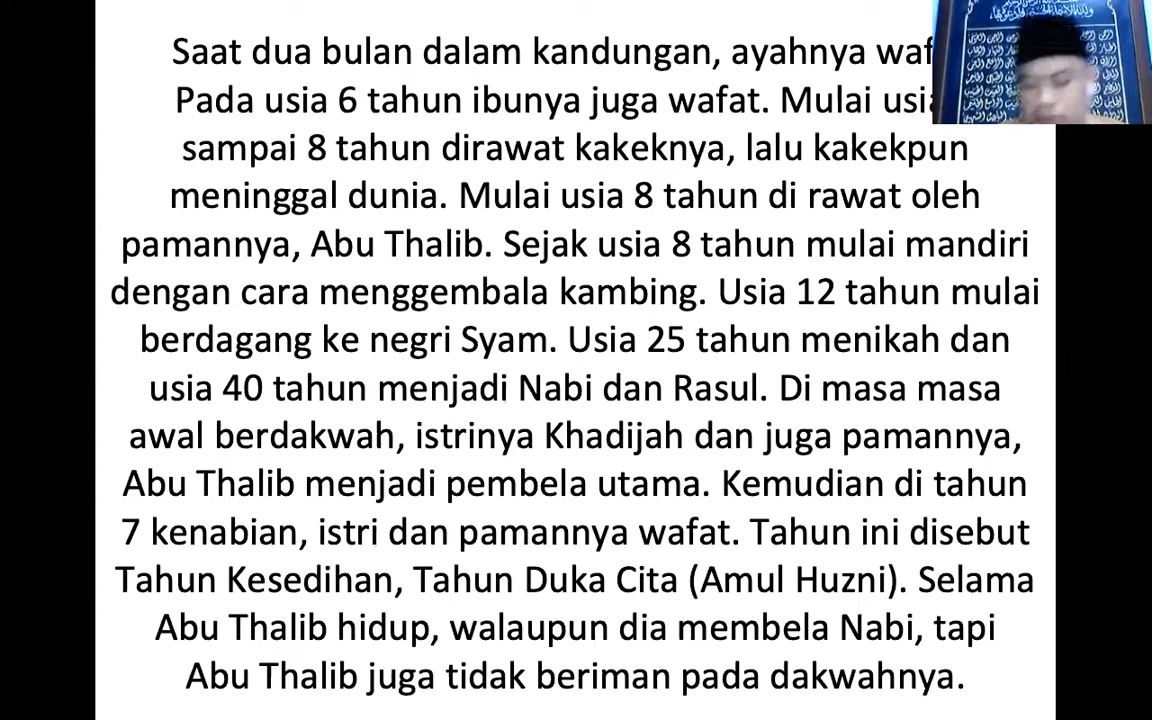 Saat dua bulan dalam kandungan, ayahnya
Pada usia 6 tahun ibunya juga wafat. Mulai
sampai 8 tahun dirawat kakeknya, lalu kakekpun
meninggal dunia. Mulai usia 8 tahun di rawat oleh
pamannya, Abu Thalib. Sejak usia 8 tahun mulai mandiri
dengan cara menggembala kambing. Usia 12 tahun mulai
berdagang ke negri Syam. Usia 25 tahun menikah dan
usia 40 tahun menjadi Nabi dan Rasul. Di masa masa
awal berdakwah, istrinya Khadijah dan juga pamannya,
Abu Thalib menjadi pembela utama. Kemudian di tahun
7 kenabian, istri dan pamannya wafat. Tahun ini disebut
Tahun Kesedihan, Tahun Duka Cita (Amul Huzni). Selama
Abu Thalib hidup, walaupun dia membela Nabi, tapi
Abu Thalib juga tidak beriman pada dakwahnya.